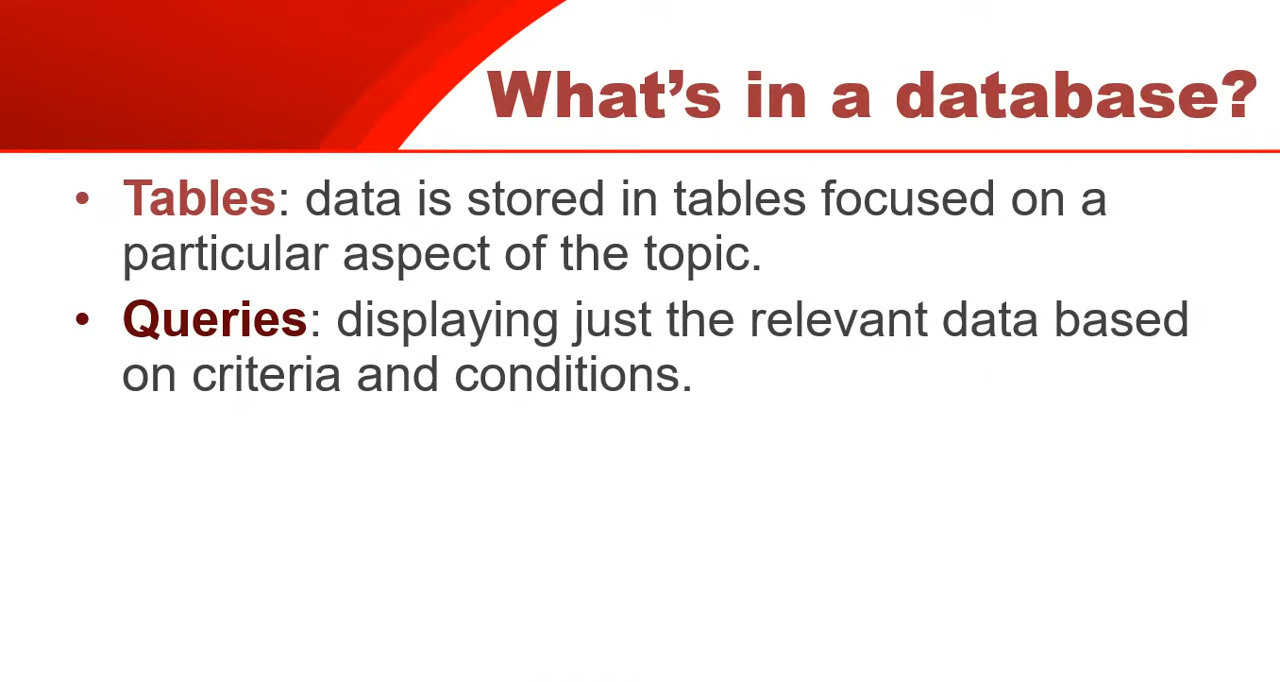 What’s in a database?
• Tables: data is stored in tables focused on a
particular aspect of the topic.
• Queries: displaying just the relevant data based
on criteria and conditions.